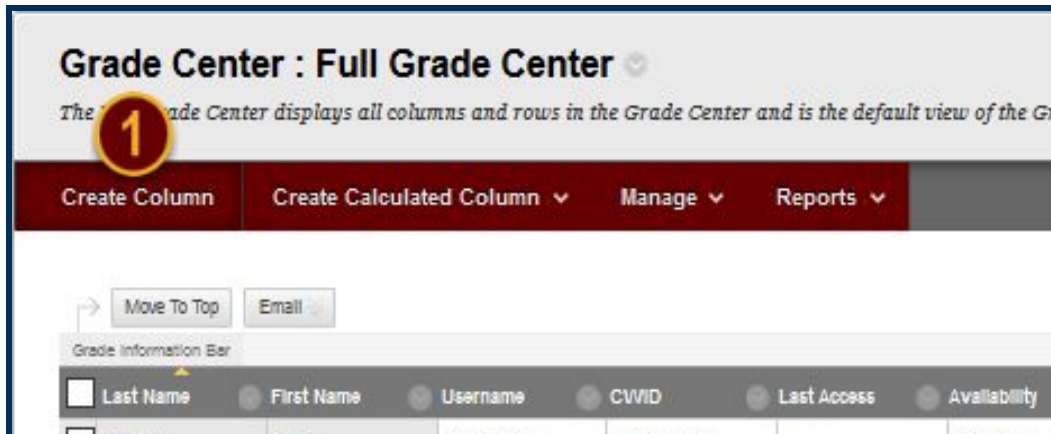 Grade Center : Full Grade Center
The ade Center displays all columns and rows in the Grade Center and is the default view of the G
1
Create Column Create Calculated Column Manage Reports
Move To Top Email
Grade Information Bar
Last Name First Name Username CWID Last Access Availability